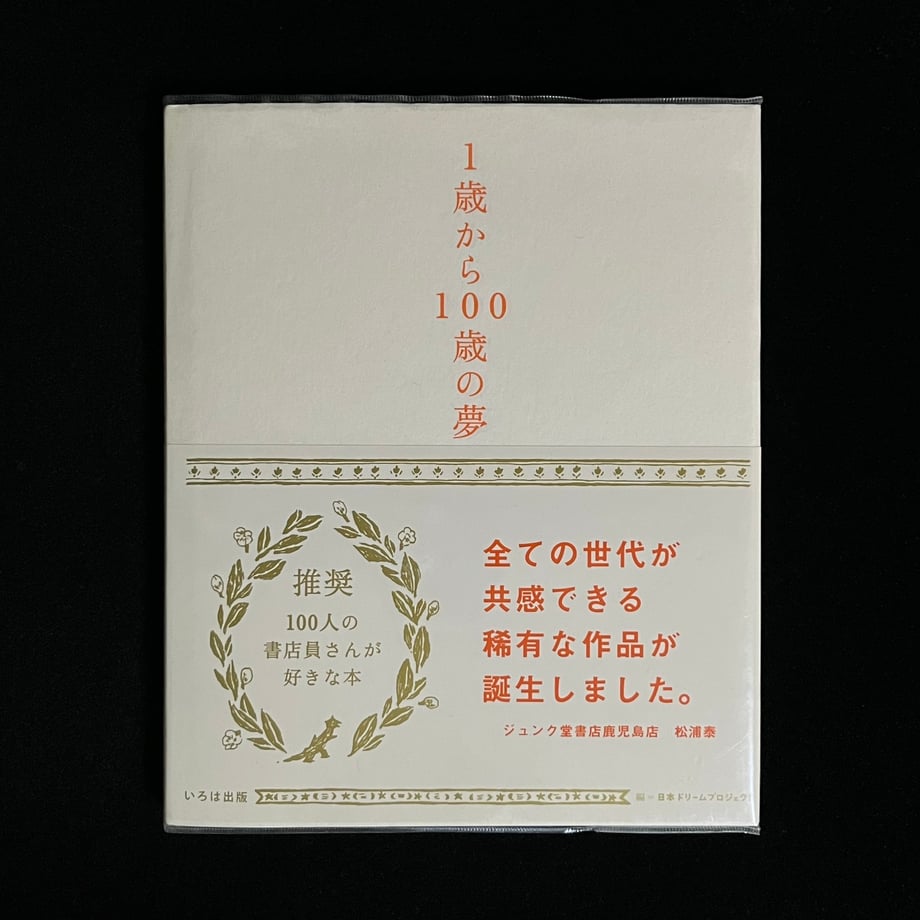 1歳から100歳の夢
推奨
100人の
書店員さんが
好きな本
全ての世代が
共感できる
稀有な作品が
誕生しました。
ジュンク堂書店鹿児島店　松浦泰
いろは出版
編＝日本ドリームプロジェク